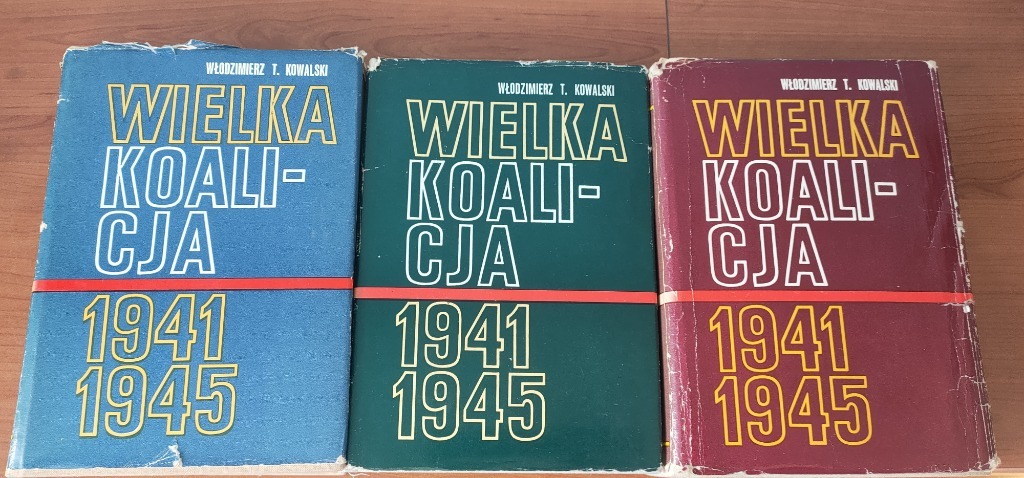 WŁODZIMIERZ T. KOWALSKI
WIELKA
KOALI-
CJA
1941
1945
WŁODZIMIERZ T. KOWALSKI
WIELKA
KOALI-
CJA
1941
1945
WŁODZIMIERZ T. KOWALSKI
WIELKA
KOALI-
CJA
1941
1945